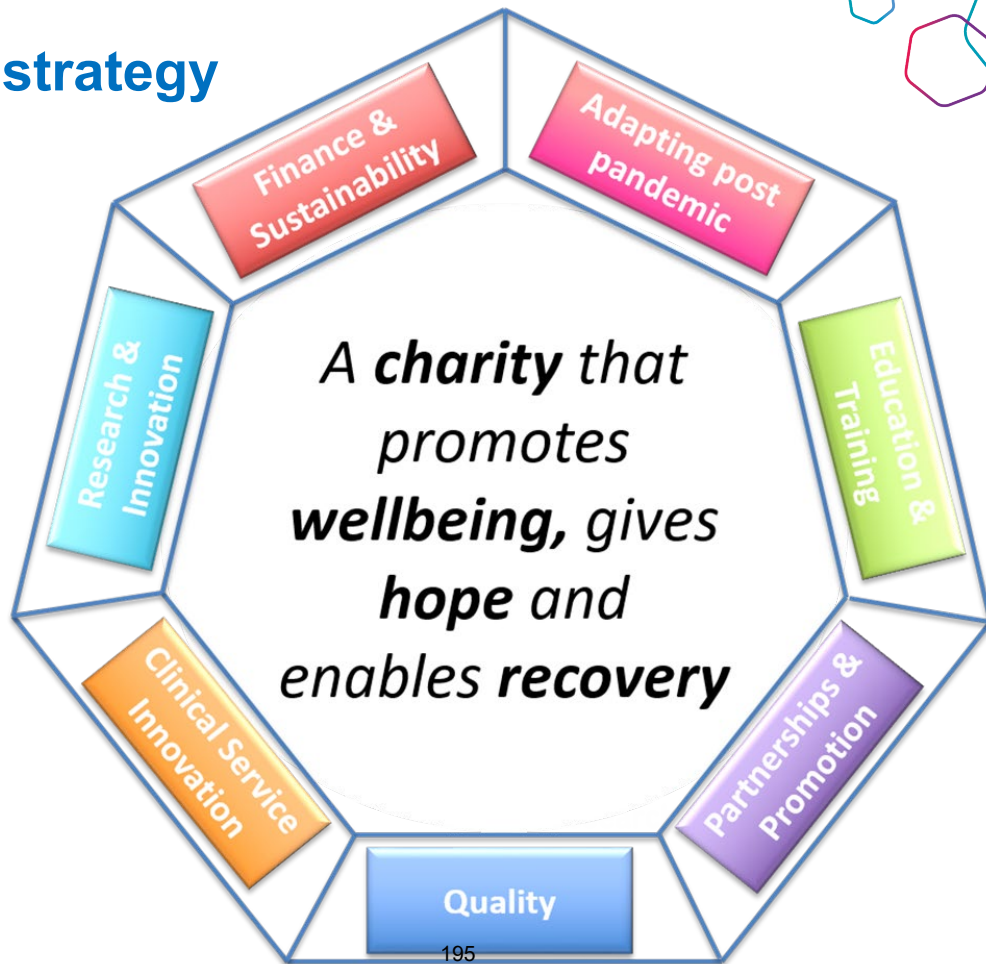 strategy
Finance &
Sustainability
Adapting post
pandemic
Education &
Training
Partnerships &
Promotion
Quality
Clinical Service
Innovation
Research &
Innovation
A charity that
promotes
wellbeing, gives
hope and
enables recovery
195